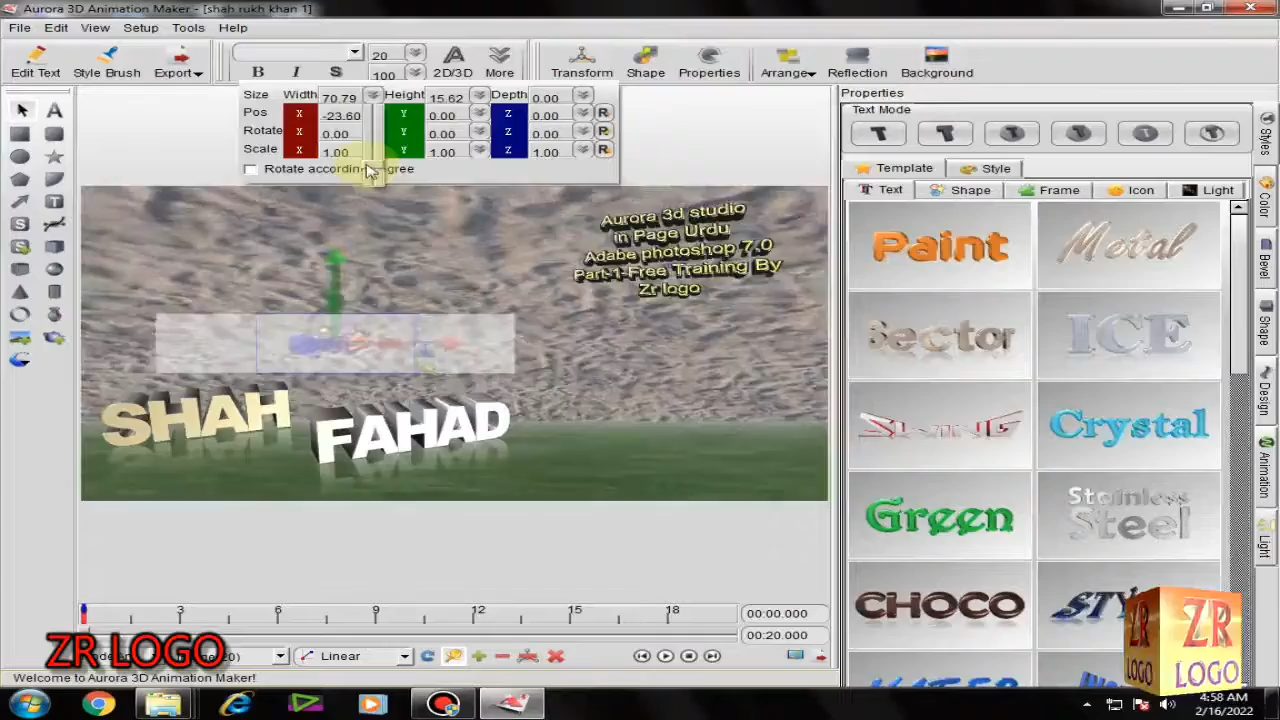 Aurora 3D Animation Maker - [shah rukh khan 1]
File Edit View Setup Tools Help
20
Edit Text Style Brush Export B I S 100 2D/3D More Transform Shape Properties Arrange Reflection Background
Size Width 70.79 Height 15.62 Depth 0.00
Pos X -23.60 Y 0.00 Z 0.00 R
Rotate X 0.00 Y 0.00 Z 0.00 R
Scale X 1.00 Y 1.00 Z 1.00 R
Properties
Text Mode
Template Style
Text Shape Frame Icon Light
Aurora 3d studio
in Page Urdu
Adabe photoshop 7.0
Part-1-Free Training By
Zr logo
SHAH FAHAD
Paint Metal
Sector ICE
SWING Crystal
Green Stainless Steel
CHOCO
Styles
Color
Bevel
Shape
Design
Animation
Light
3 6 9 12 15 18 00:00.000
00:20.000
Linear
ZR LOGO
ZR ZR
LOGO LOGO
Welcome to Aurora 3D Animation Maker!
4:58 AM
2/16/2022